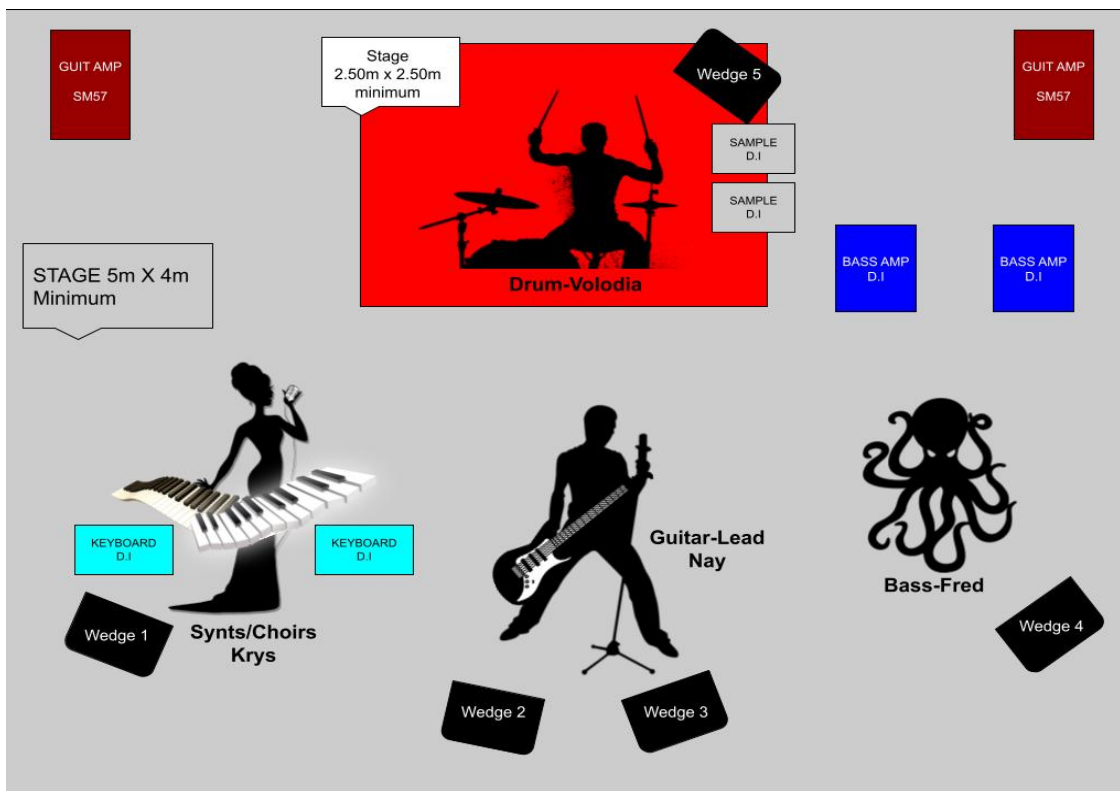 GUIT AMP
SM57
Stage
2.50m x 2.50m
minimum
Wedge 5
GUIT AMP
SM57
SAMPLE
D.I
SAMPLE
D.I
STAGE 5m X 4m
Minimum
Drum-Volodia
BASS AMP
D.I
BASS AMP
D.I
KEYBOARD
D.I
KEYBOARD
D.I
Guitar-Lead
Nay
Bass-Fred
Wedge 1
Synts/Choirs
Krys
Wedge 4
Wedge 2
Wedge 3